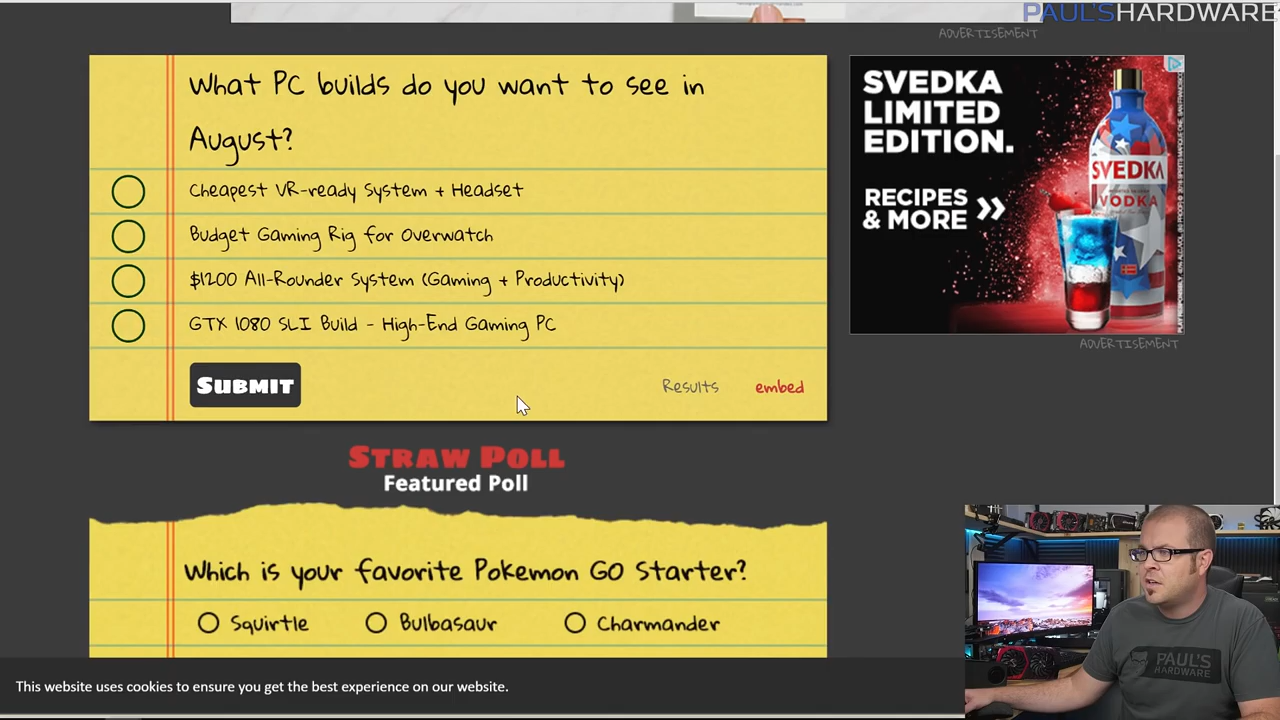 PAUL'SHARDWARE
ADVERTISEMENT
What PC builds do you want to see in
August?
Cheapest VR-ready System + Headset
Budget Gaming Rig for Overwatch
$1200 All-Rounder System (Gaming + Productivity)
GTX 1080 SLI Build - High-End Gaming PC
SUBMIT
Results
embed
SVEDKA
LIMITED
EDITION.
RECIPES
& MORE »
SVEDKA
VODKA
ADVERTISEMENT
STRAW POLL
Featured Poll
Which is your favorite Pokemon GO Starter?
Squirtle
Bulbasaur
Charmander
This website uses cookies to ensure you get the best experience on our website.
PAUL'S
HARDWARE